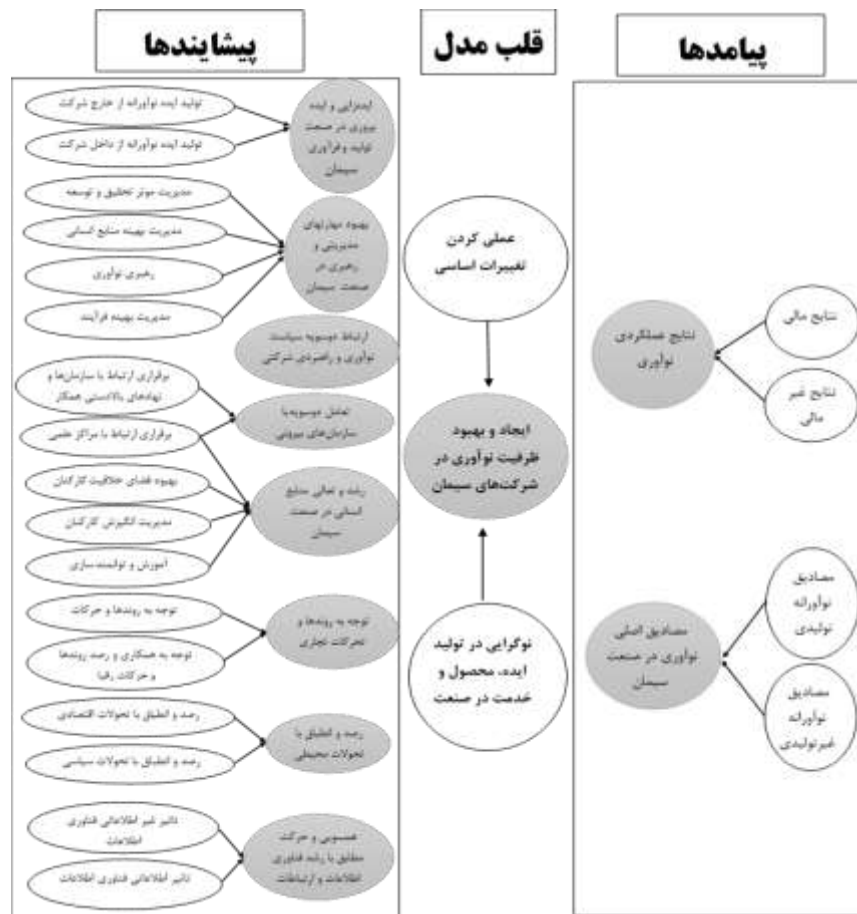 پیشایندها
قلب مدل
پیامدها
تولید ایده نوآورانه از خارج شرکت
تولید ایده نوآورانه از داخل شرکت
ایده‌زایی و ایده
پروری در صنعت
تولید و فرآوری
سیمان
مدیریت موثر تحقیق و توسعه
مدیریت بهینه منابع انسانی
رهبری نوآوری
مدیریت بهینه فرآیند
بهبود مهارتهای
مدیریتی و
رهبری در
صنعت سیمان
ارتباط دوسویه سیاست
نوآوری و راهبردی شرکتی
برقراری ارتباط با سازمان‌ها و
نهادهای بالادستی همکار
برقراری ارتباط با مراکز علمی
تعامل دوسویه با
سازمان‌های بیرونی
بهبود فضای خلاقیت کارکنان
مدیریت انگیزش کارکنان
آموزش و توانمند سازی
رشد و تعالی منابع
انسانی در صنعت
سیمان
توجه به روندها و حرکات
توجه به همکاری و رصد روندها
و حرکات رقبا
توجه به روندها و
تحرکات تجاری
رصد و انطباق با تحولات اقتصادی
رصد و انطباق با تحولات سیاسی
رصد و انطباق با
تحولات محیطی
تاثیر غیر اطلاعاتی فناوری
اطلاعات
تاثیر اطلاعاتی فناوری اطلاعات
همسویی و حرکت
مطابق با رشد فناوری
اطلاعات و ارتباطات
عملی کردن
تغییرات اساسی
ایجاد و بهبود
ظرفیت نوآوری در
شرکت‌های سیمان
نوگرایی در تولید
ایده، محصول و
خدمت در صنعت
نتایج عملکردی
نوآوری
نتایج مالی
نتایج غیر
مالی
مصادیق اصلی
نوآوری در صنعت
سیمان
مصادیق
نوآورانه
تولیدی
مصادیق
نوآورانه
غیرتولیدی